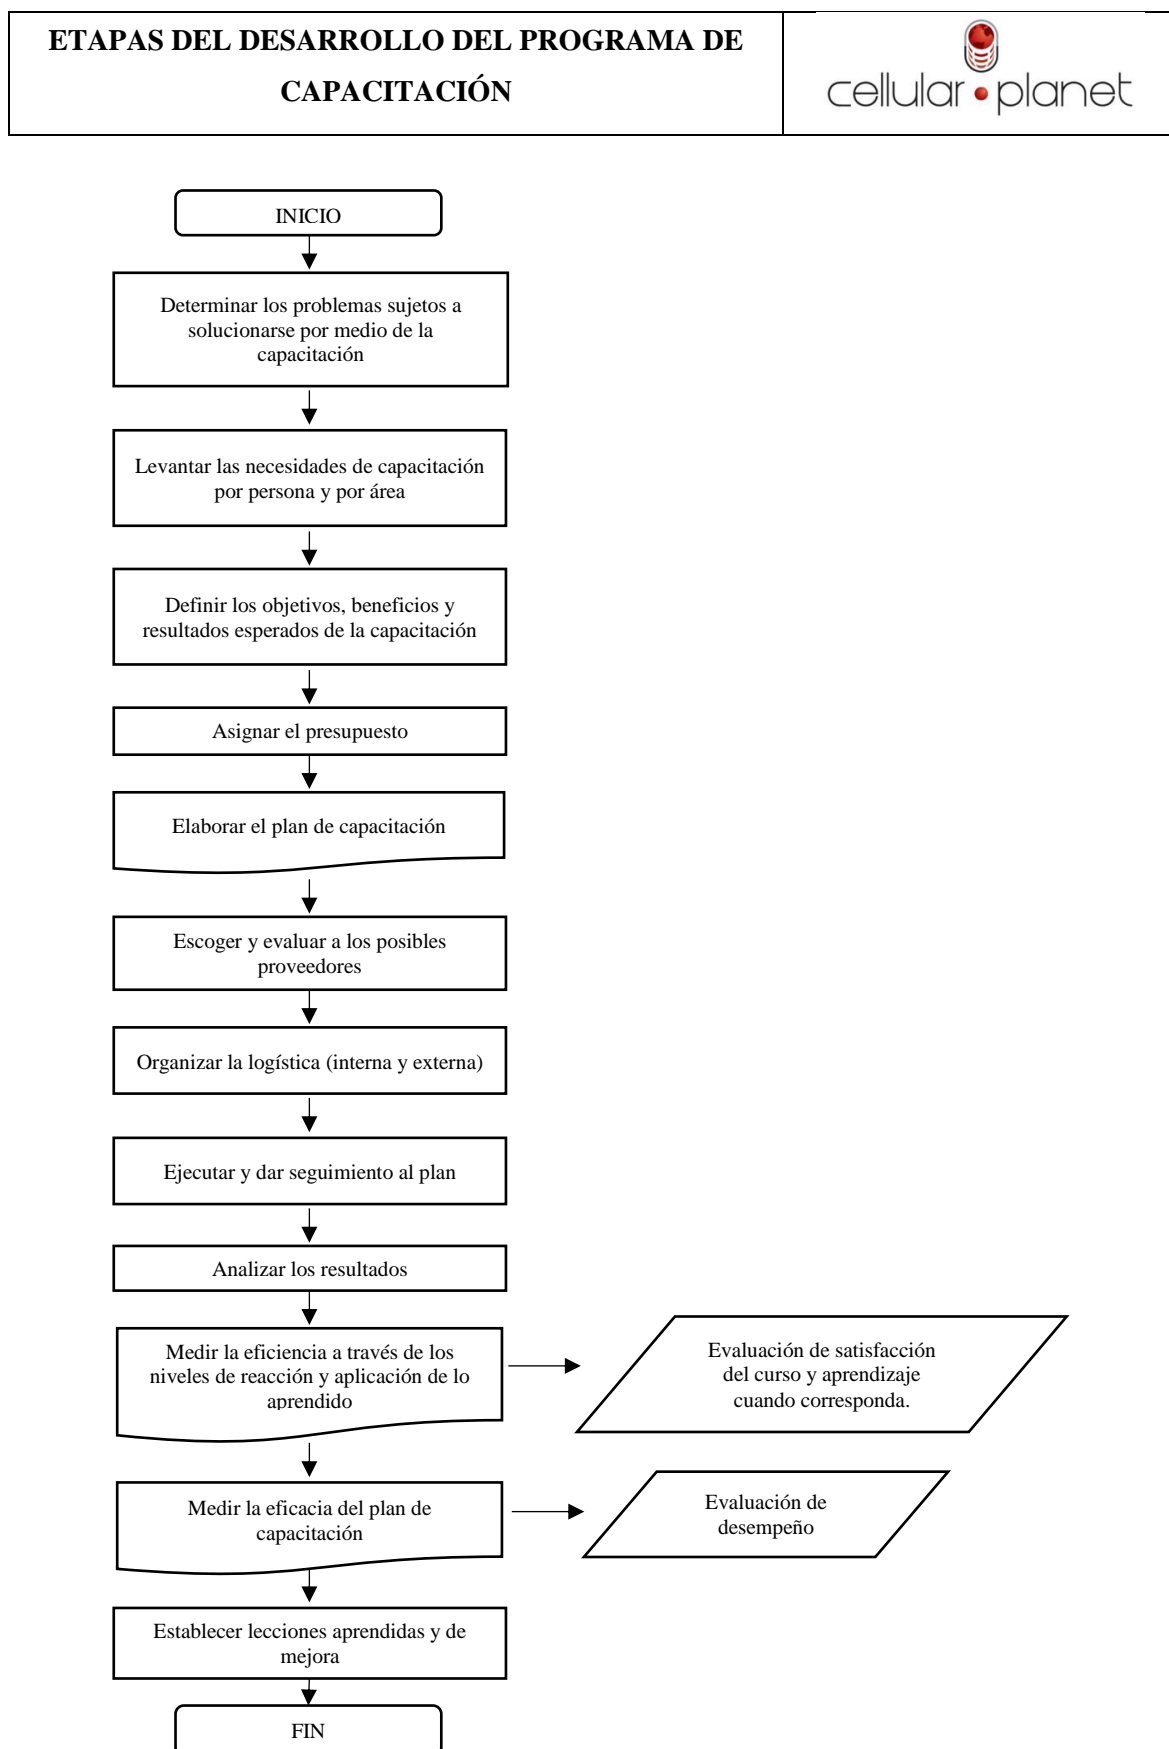 ETAPAS DEL DESARROLLO DEL PROGRAMA DE
CAPACITACIÓN
cellular planet
INICIO
Determinar los problemas sujetos a
solucionarse por medio de la
capacitación
Levantar las necesidades de capacitación
por persona y por área
Definir los objetivos, beneficios y
resultados esperados de la capacitación
Asignar el presupuesto
Elaborar el plan de capacitación
Escoger y evaluar a los posibles
proveedores
Organizar la logística (interna y externa)
Ejecutar y dar seguimiento al plan
Analizar los resultados
Medir la eficiencia a través de los
niveles de reacción y aplicación de lo
aprendido
Evaluación de satisfacción
del curso y aprendizaje
cuando corresponda.
Medir la eficacia del plan de
capacitación
Evaluación de
desempeño
Establecer lecciones aprendidas y de
mejora
FIN